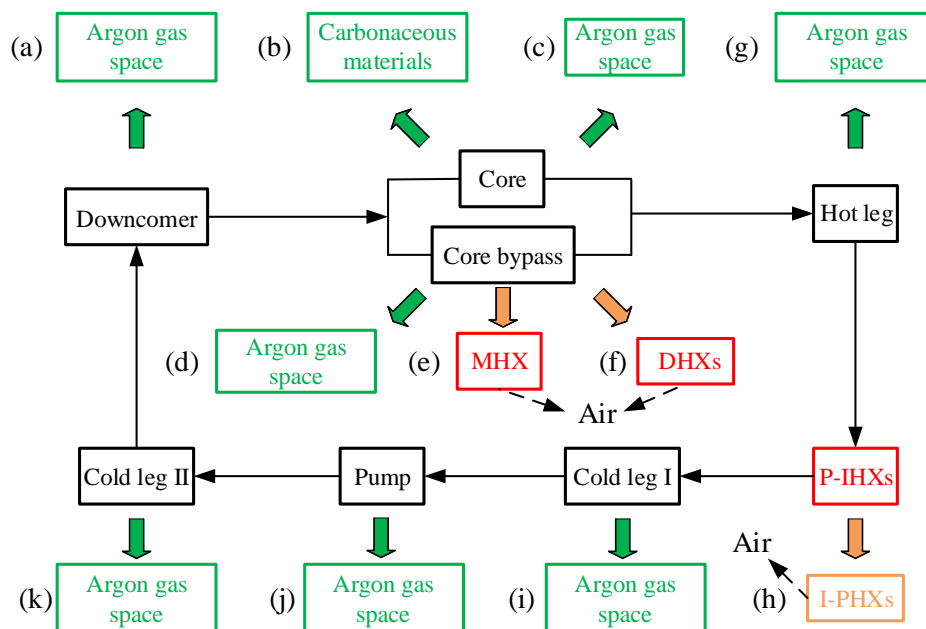 (a)
Argon gas
space
(b)
Carbonaceous
materials
(c)
Argon gas
space
(g)
Argon gas
space
Core
Downcomer
Hot leg
Core bypass
(d)
Argon gas
space
(e)
MHX
(f)
DHXs
Air
Cold leg II
Pump
Cold leg I
P-IHXs
Air
(k)
Argon gas
space
(j)
Argon gas
space
(i)
Argon gas
space
(h)
I-PHXs